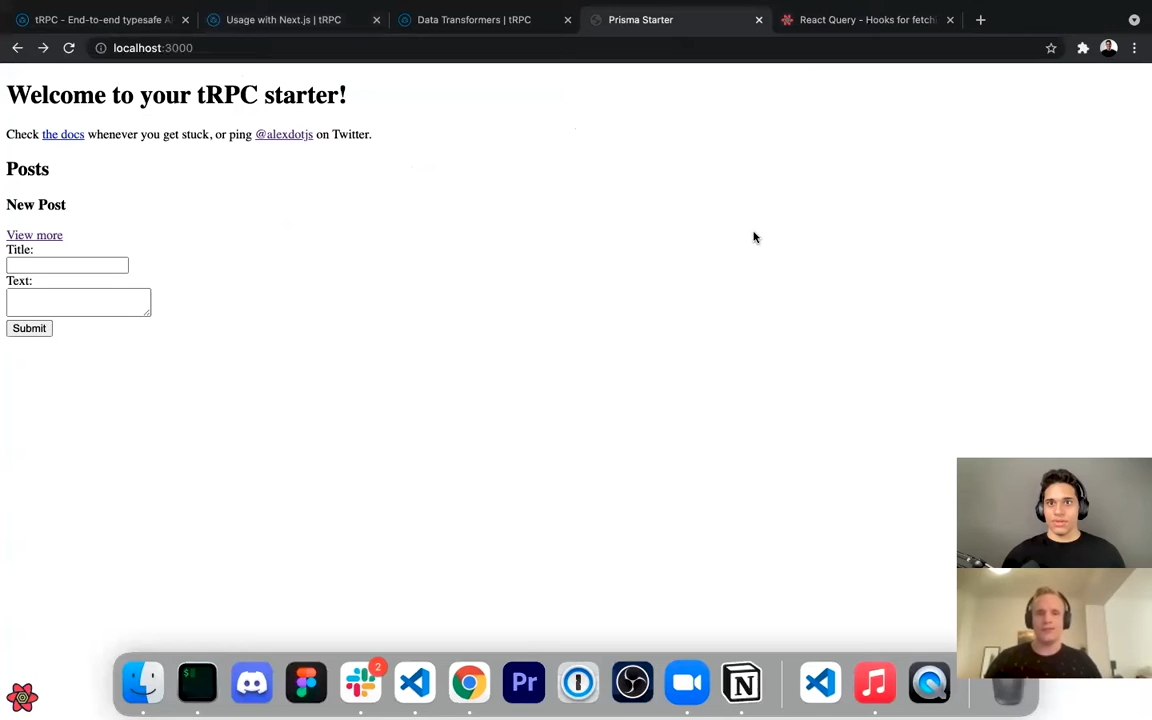 tRPC - End-to-end typesafe A
Usage with Next.js | tRPC
Data Transformers | tRPC
Prisma Starter
React Query - Hooks for fetchi
localhost:3000
Welcome to your tRPC starter!
Check the docs whenever you get stuck, or ping @alexdotjs on Twitter.
Posts
New Post
View more
Title:
Text:
Submit
2
$
Pr
N